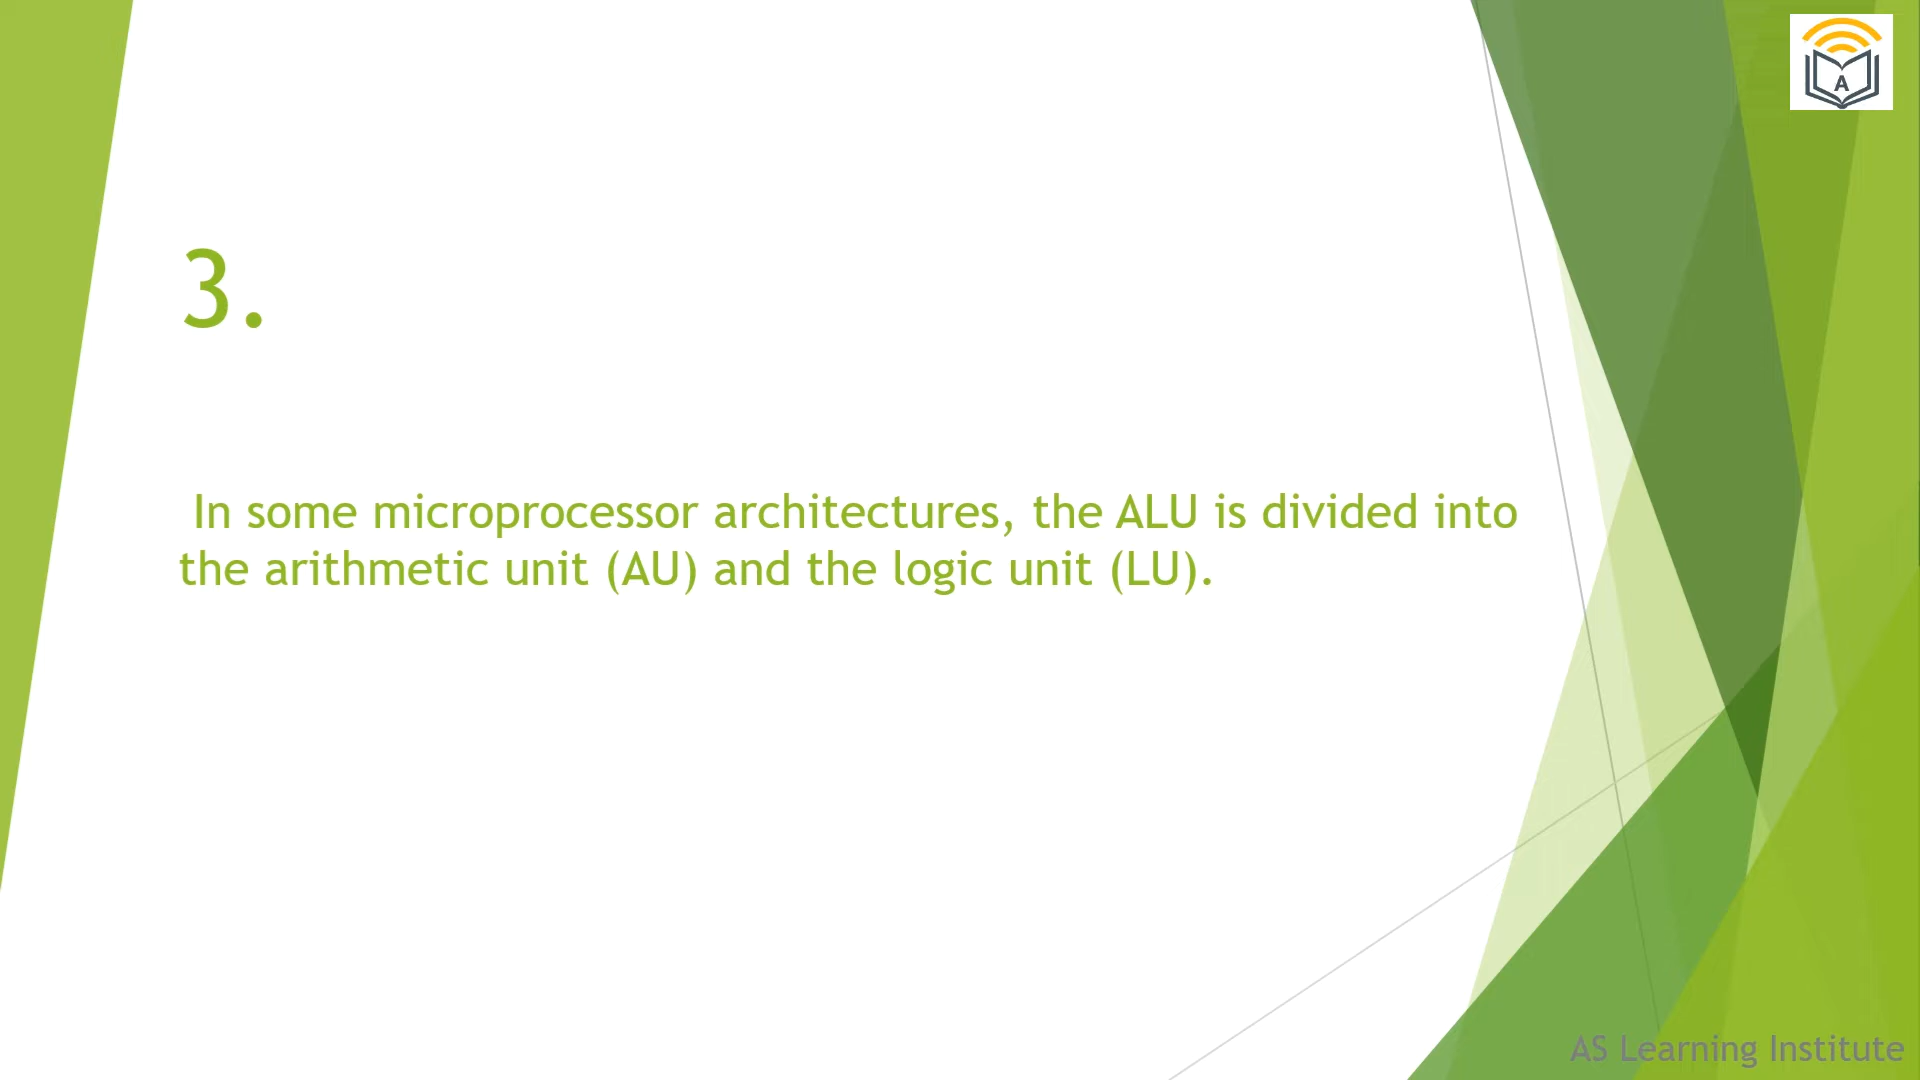 A
3.
In some microprocessor architectures, the ALU is divided into
the arithmetic unit (AU) and the logic unit (LU).
AS Learning Institute